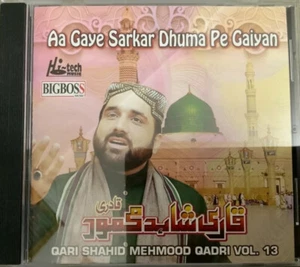 Aa Gaye Sarkar Dhuma Pe Gaiyan
Hi-tech
MUSIC
BIGBOSS
قاری شاہد محمود قادری
QARI SHAHID MEHMOOD QADRI VOL. 13